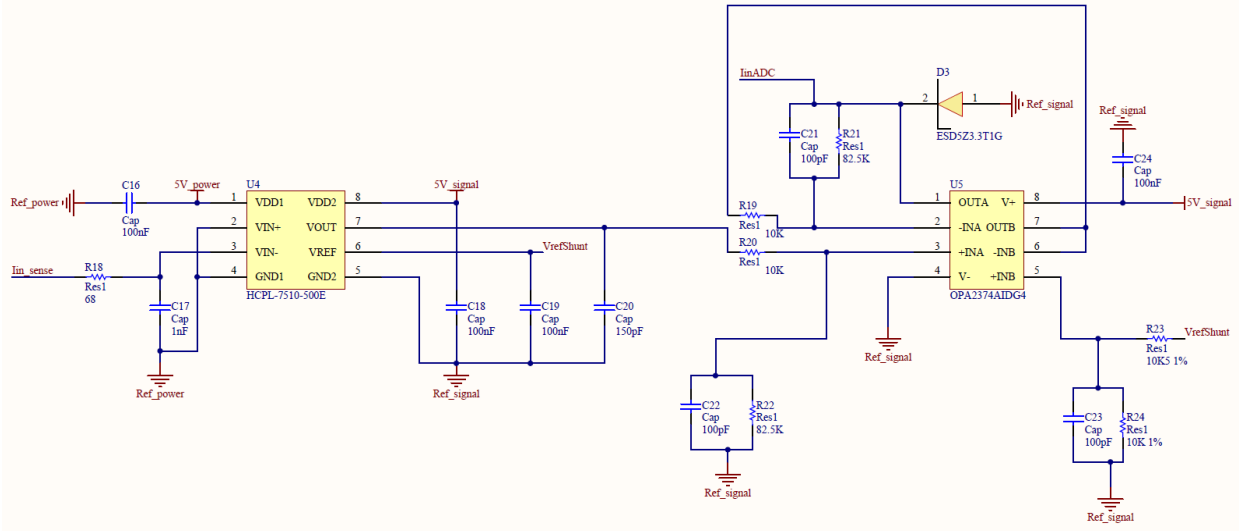 IinADC
D3
2
1
Ref_signal
ESD5Z3.3T1G
C21
Cap
100pF
R21
Res1
82.5K
Ref_signal
C24
Cap
100nF
C16
Cap
100nF
Ref_power
5V_power
U4
1
2
3
4
VDD1
VIN+
VIN-
GND1
VDD2
VOUT
VREF
GND2
8
7
6
5
HCPL-7510-500E
5V_signal
VrefShunt
Iin_sense
R18
Res1
68
C17
Cap
1nF
Ref_power
C18
Cap
100nF
C19
Cap
100nF
C20
Cap
150pF
Ref_signal
R19
Res1
10K
R20
Res1
10K
U5
1
2
3
4
OUTA
-INA
+INA
V-
V+
OUTB
-INB
+INB
8
7
6
5
OPA2374AIDG4
5V_signal
Ref_signal
C22
Cap
100pF
R22
Res1
82.5K
Ref_signal
R23
Res1
10K5 1%
VrefShunt
C23
Cap
100pF
R24
Res1
10K 1%
Ref_signal